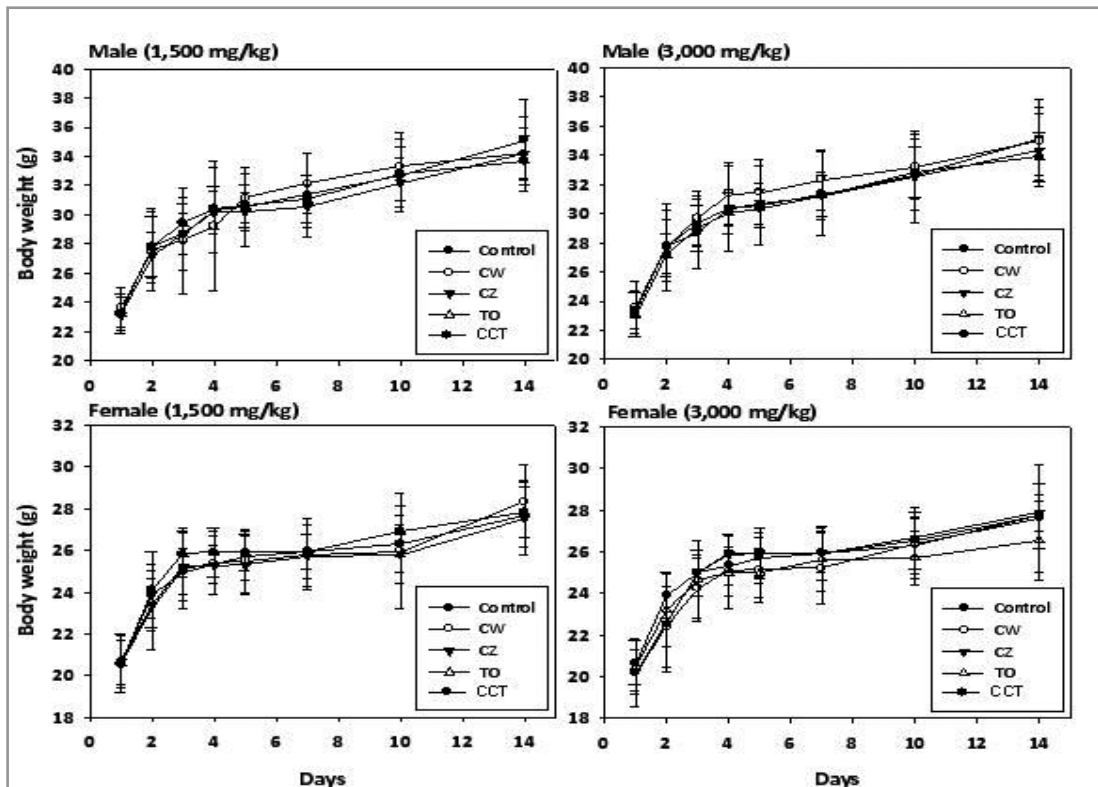 Male (1,500 mg/kg)
40
38
36
34
32
30
28
26
24
22
20
Body weight (g)
Control
CW
CZ
TO
CCT
0 2 4 6 8 10 12 14
Male (3,000 mg/kg)
40
38
36
34
32
30
28
26
24
22
20
Control
CW
CZ
TO
CCT
0 2 4 6 8 10 12 14
Female (1,500 mg/kg)
32
30
28
26
24
22
20
18
Body weight (g)
Control
CW
CZ
TO
CCT
0 2 4 6 8 10 12 14
Days
Female (3,000 mg/kg)
32
30
28
26
24
22
20
18
Control
CW
CZ
TO
CCT
0 2 4 6 8 10 12 14
Days